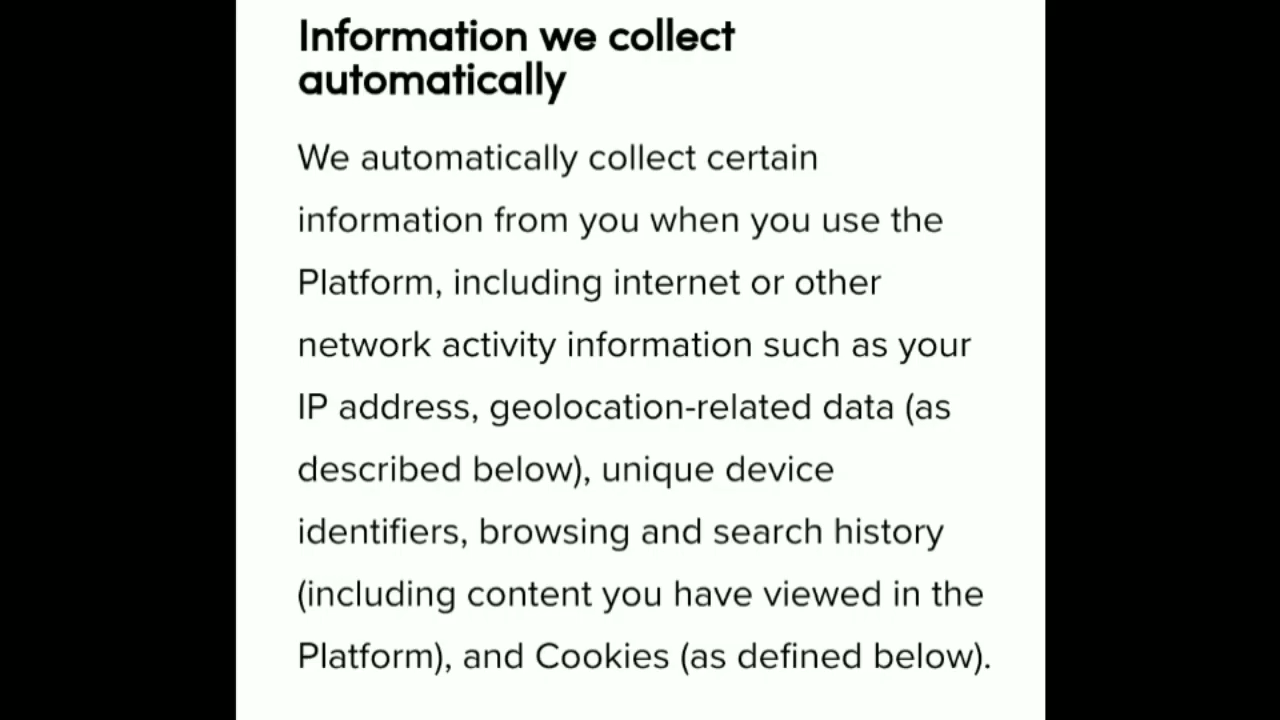 Information we collect
automatically
We automatically collect certain
information from you when you use the
Platform, including internet or other
network activity information such as your
IP address, geolocation-related data (as
described below), unique device
identifiers, browsing and search history
(including content you have viewed in the
Platform), and Cookies (as defined below).